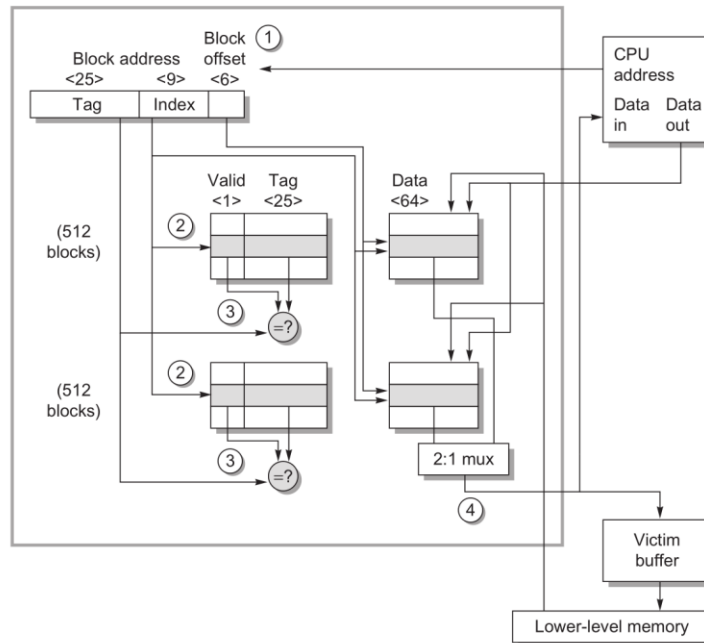 Block address
Block
offset
1
<25>
<9>
<6>
Tag
Index
CPU
address
Data
in
Data
out
Valid
<1>
Tag
<25>
Data
<64>
(512
blocks)
2
3
=?
(512
blocks)
2
3
=?
2:1 mux
4
Victim
buffer
Lower-level memory